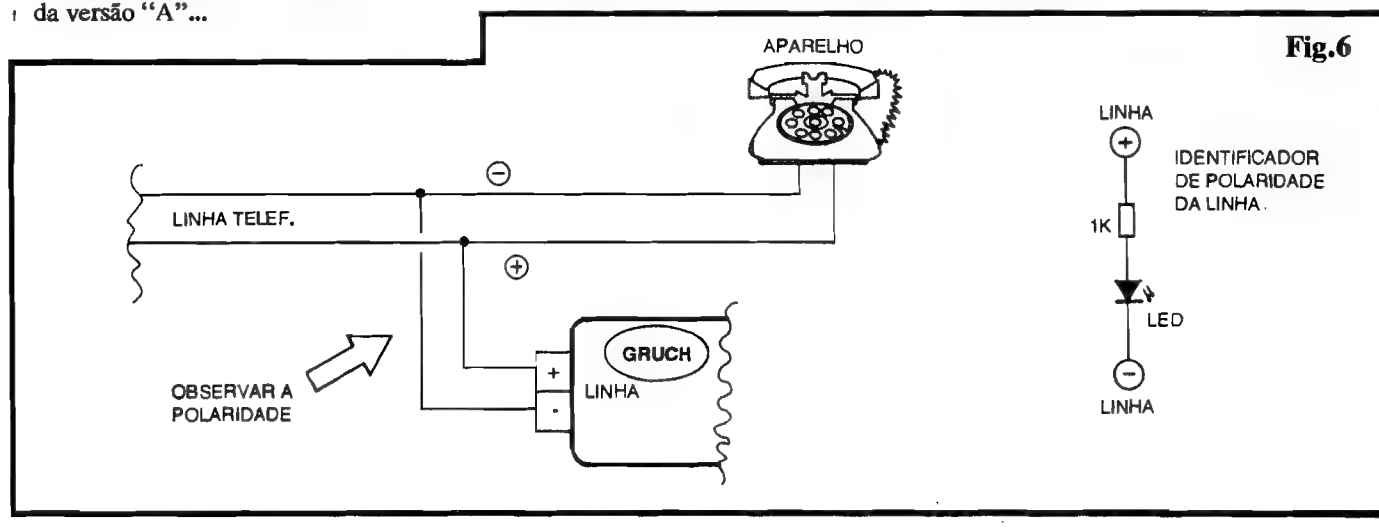 da versão “A”...
Fig.6
APARELHO
LINHA TELEF.
OBSERVAR A
POLARIDADE
GRUCH
+
LINHA
-
-
+
LINHA
+
1K
LED
-
LINHA
IDENTIFICADOR
DE POLARIDADE
DA LINHA.